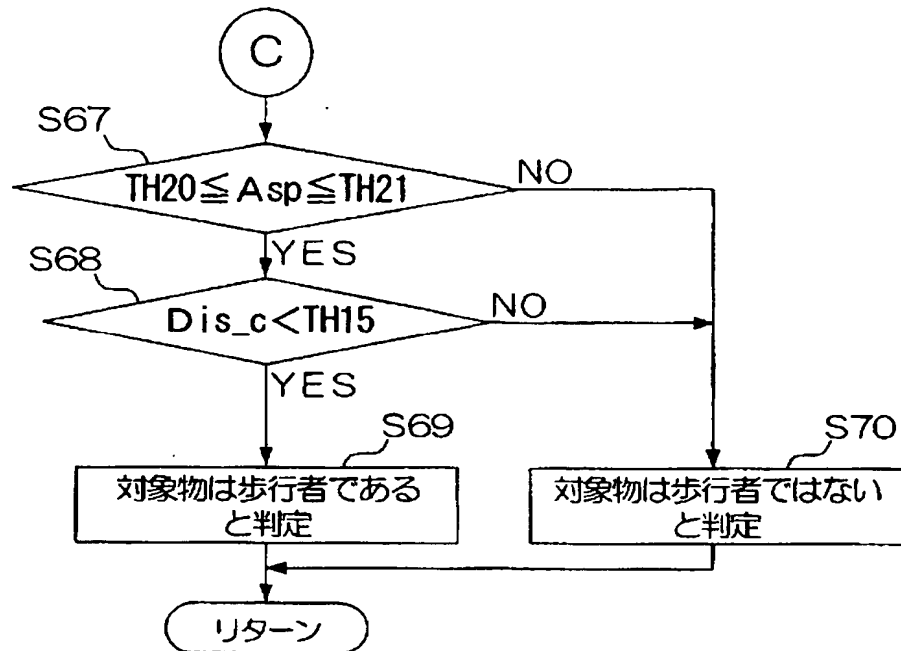 C
S67
TH20≦Asp≦TH21
NO
YES
S68
Dis_c<TH15
NO
YES
S69
対象物は歩行者である
と判定
S70
対象物は歩行者ではない
と判定
リターン